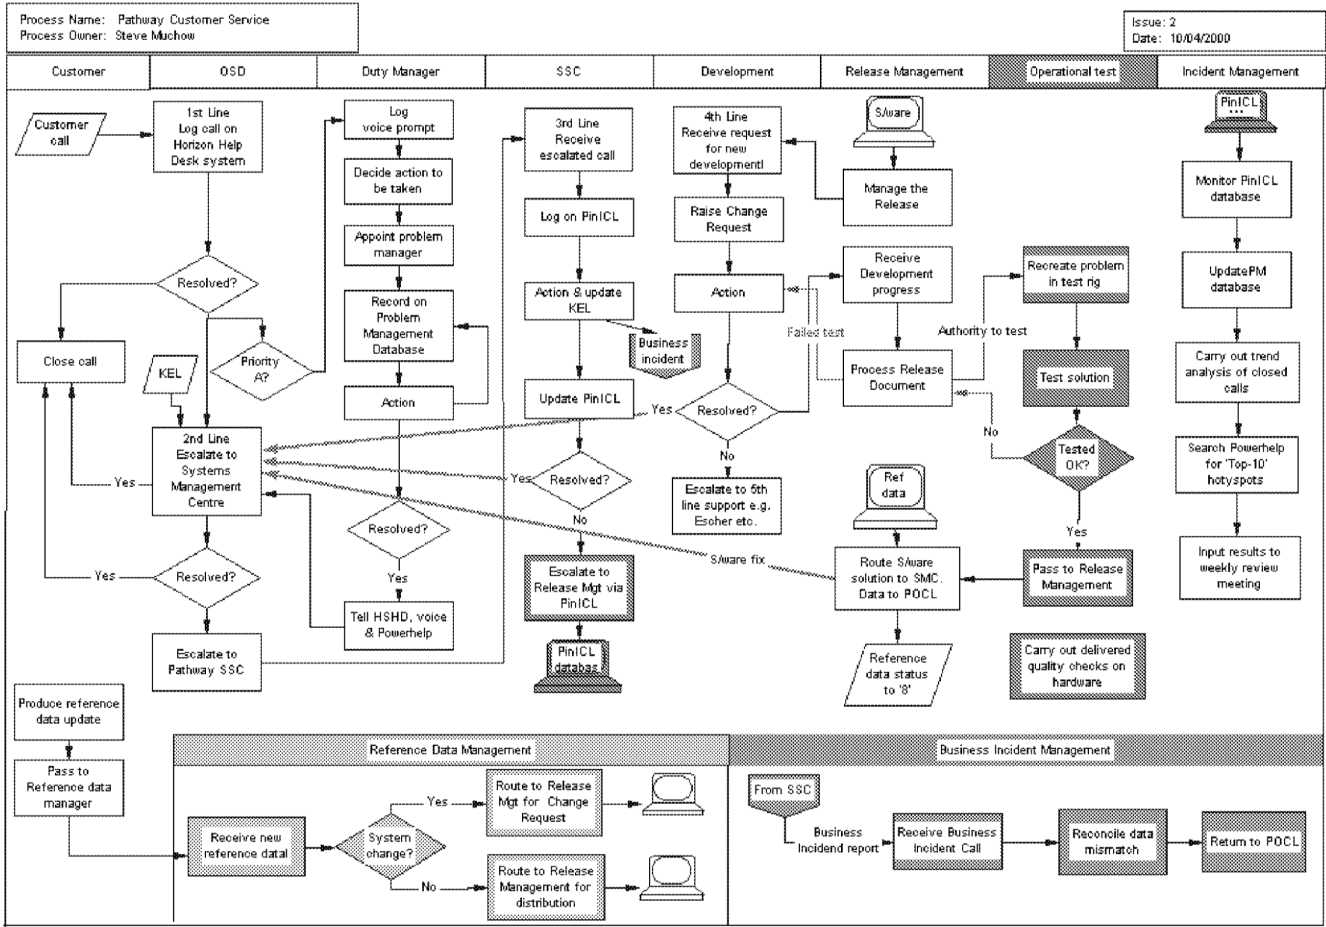 Process Name: Pathway Customer Service
Process Owner: Steve Muchow
Issue: 2
Date: 10/04/2000
Customer
OSD
Duty Manager
SSC
Development
Release Management
Operational test
Incident Management
Customer
call
1st Line
Log call on
Horizon Help
Desk system
Resolved?
Close call
KEL
Priority
A?
2nd Line
Escalate to
Systems
Management
Centre
Yes
Resolved?
Yes
Escalate to
Pathway SSC
Log
voice prompt
Decide action to
be taken
Appoint problem
manager
Record on
Problem
Management
Database
Action
Resolved?
Yes
Tell HSHD, voice
& Powerhelp
3rd Line
Receive
escalated call
Log on PinICL
Action & update
KEL
Business
incident
Update PinICL
Yes
Resolved?
No
Escalate to
Release Mgt via
PinICL
PinICL
databas
4th Line
Receive request
for new
development!
Raise Change
Request
Action
Failed test
Yes
Resolved?
No
Escalate to 5th
line support e.g.
Escher etc.
S/ware fix
S/ware
Manage the
Release
Receive
Development
progress
Authority to test
Process Release
Document
No
Ref
data
Route S/ware
solution to SMC.
Data to POCL
Reference
data status
to '8'
Recreate problem
in test rig
Test solution
Tested
OK?
Yes
Pass to Release
Management
Carry out delivered
quality checks on
hardware
PinICL
...
Monitor PinICL
database
UpdatePM
database
Carry out trend
analysis of closed
calls
Search Powerhelp
for 'Top-10'
hotyspots
Input results to
weekly review
meeting
Produce reference
data update
Pass to
Reference data
manager
Reference Data Management
Receive new
reference data!
System
change?
Yes
Route to Release
Mgt for Change
Request
No
Route to Release
Management for
distribution
Business Incident Management
From SSC
Business
Incidend report
Receive Business
Incident Call
Reconcile data
mismatch
Return to POCL